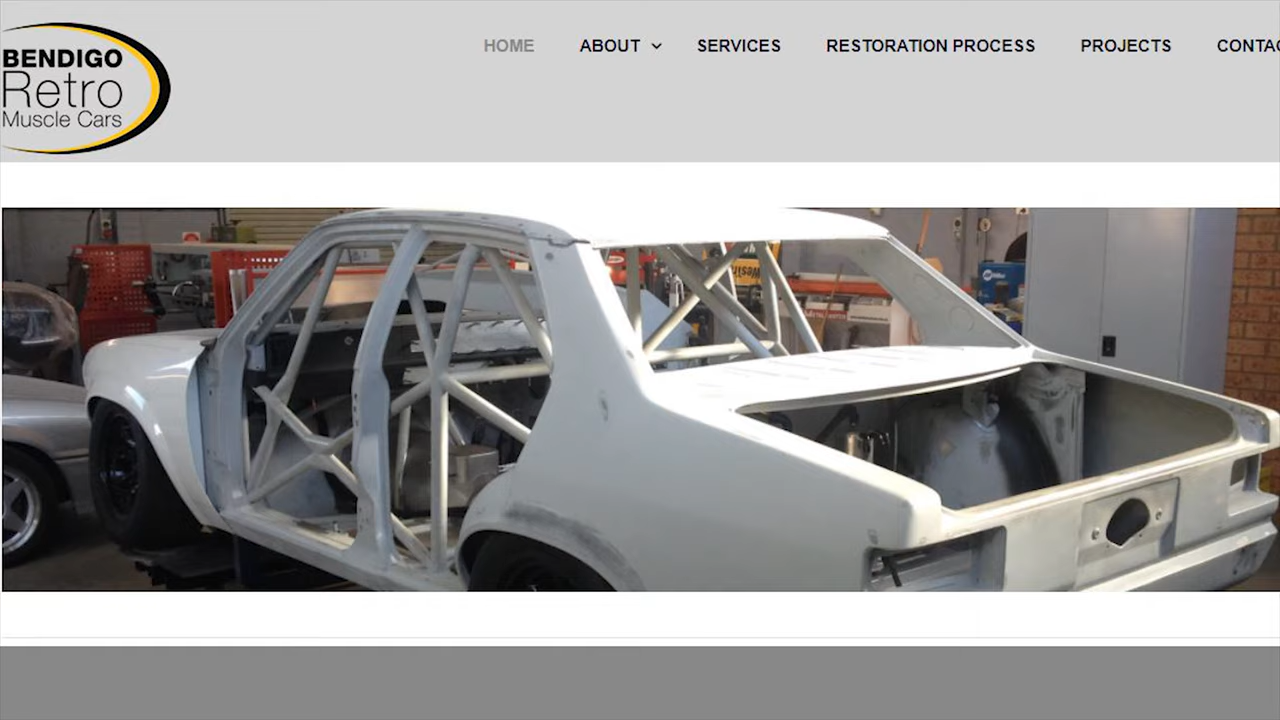 BENDIGO
Retro
Muscle Cars
HOME ABOUT SERVICES RESTORATION PROCESS PROJECTS CONTAC